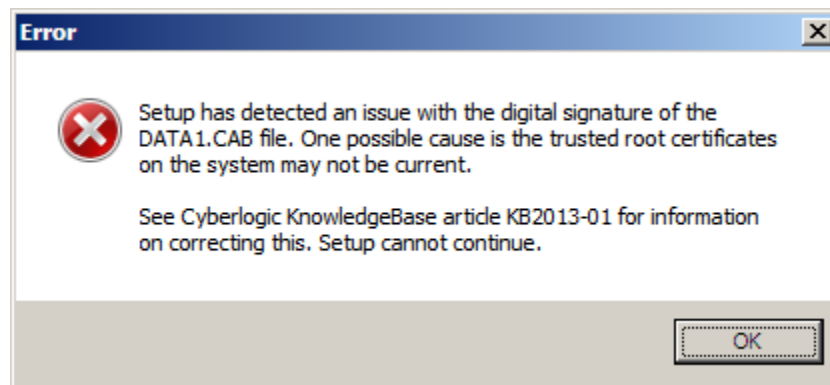 Error
Setup has detected an issue with the digital signature of the
DATA1.CAB file. One possible cause is the trusted root certificates
on the system may not be current.
See Cyberlogic KnowledgeBase article KB2013-01 for information
on correcting this. Setup cannot continue.
OK